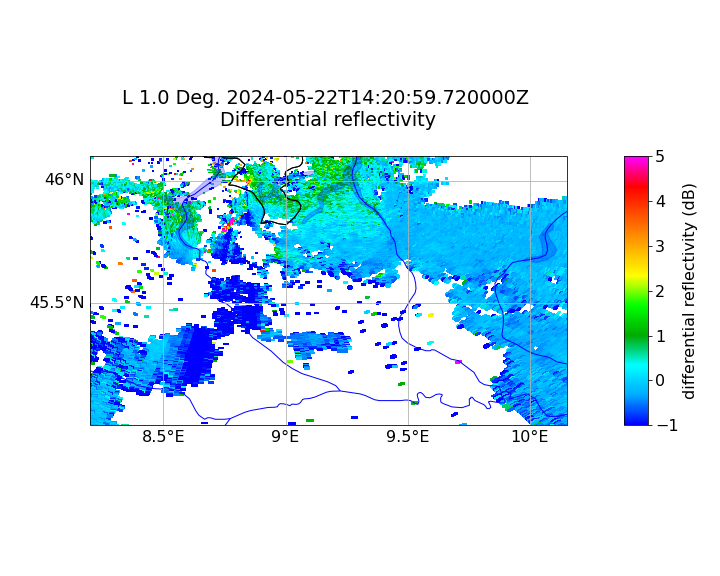 L 1.0 Deg. 2024-05-22T14:20:59.720000Z
Differential reflectivity
46°N
45.5°N
8.5°E
9°E
9.5°E
10°E
5
4
3
2
1
0
−1
differential reflectivity (dB)